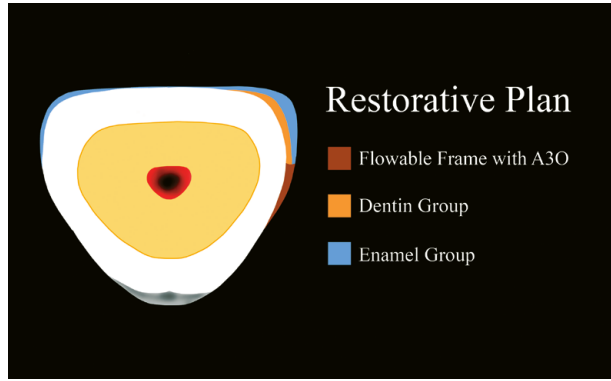 Restorative Plan
Flowable Frame with A3O
Dentin Group
Enamel Group